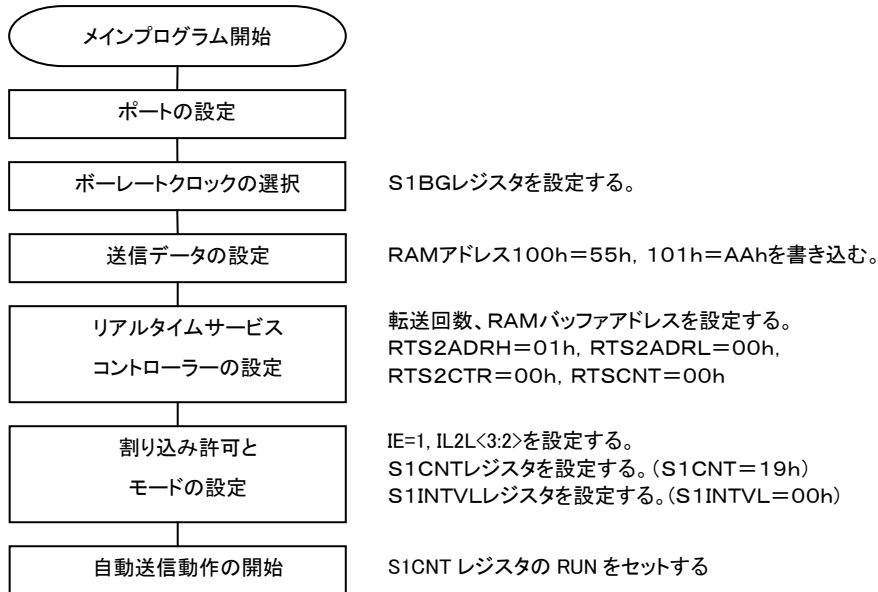 メインプログラム開始
ポートの設定
ボーレートクロックの選択
S1BGレジスタを設定する。
送信データの設定
RAMアドレス100h=55h, 101h=AAhを書き込む。
リアルタイムサービス
コントローラーの設定
転送回数、RAMバッファアドレスを設定する。
RTS2ADRH=01h, RTS2ADRL=00h,
RTS2CTR=00h, RTSCNT=00h
割り込み許可と
モードの設定
IE=1, IL2L<3:2>を設定する。
S1CNTレジスタを設定する。(S1CNT=19h)
S1INTVLレジスタを設定する。(S1INTVL=00h)
自動送信動作の開始
S1CNT レジスタの RUN をセットする